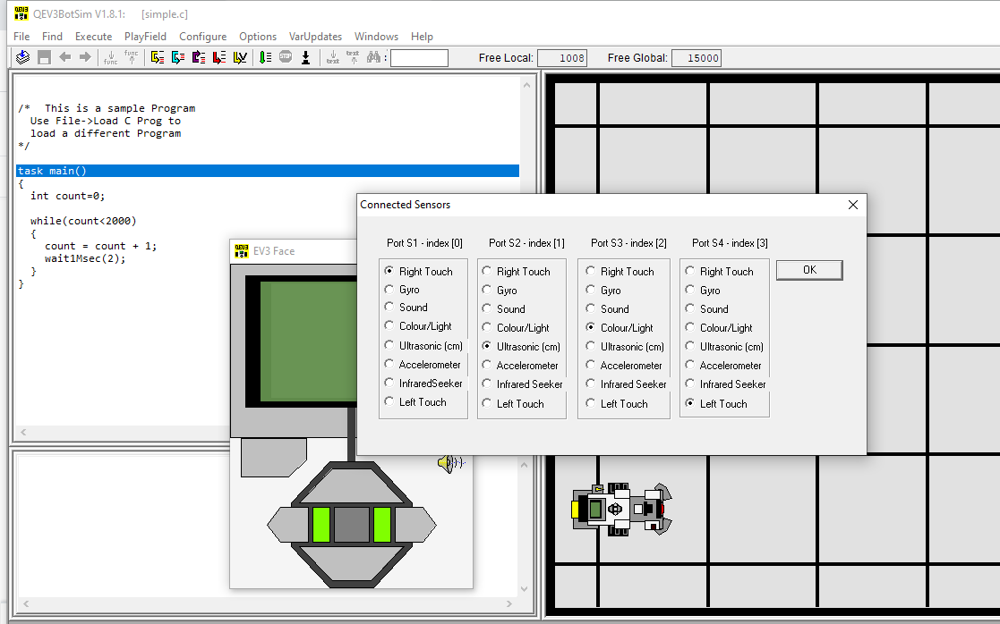 QEV3BotSim V1.8.1: [simple.c]
File Find Execute PlayField Configure Options VarUpdates Windows Help
func func STOP text text : Free Local: 1008 Free Global: 15000
/* This is a sample Program
Use File->Load C Prog to
load a different Program
*/
task main()
{
int count=0;
while(count<2000)
{
count = count + 1;
wait1Msec(2);
}
}
EV3 Face
Connected Sensors
Port S1 - index [0] Port S2 - index [1] Port S3 - index [2] Port S4 - index [3]
Right Touch Right Touch Right Touch Right Touch OK
Gyro Gyro Gyro Gyro
Sound Sound Sound Sound
Colour/Light Colour/Light Colour/Light Colour/Light
Ultrasonic (cm) Ultrasonic (cm) Ultrasonic (cm) Ultrasonic (cm)
Accelerometer Accelerometer Accelerometer Accelerometer
InfraredSeeker Infrared Seeker Infrared Seeker Infrared Seeker
Left Touch Left Touch Left Touch Left Touch